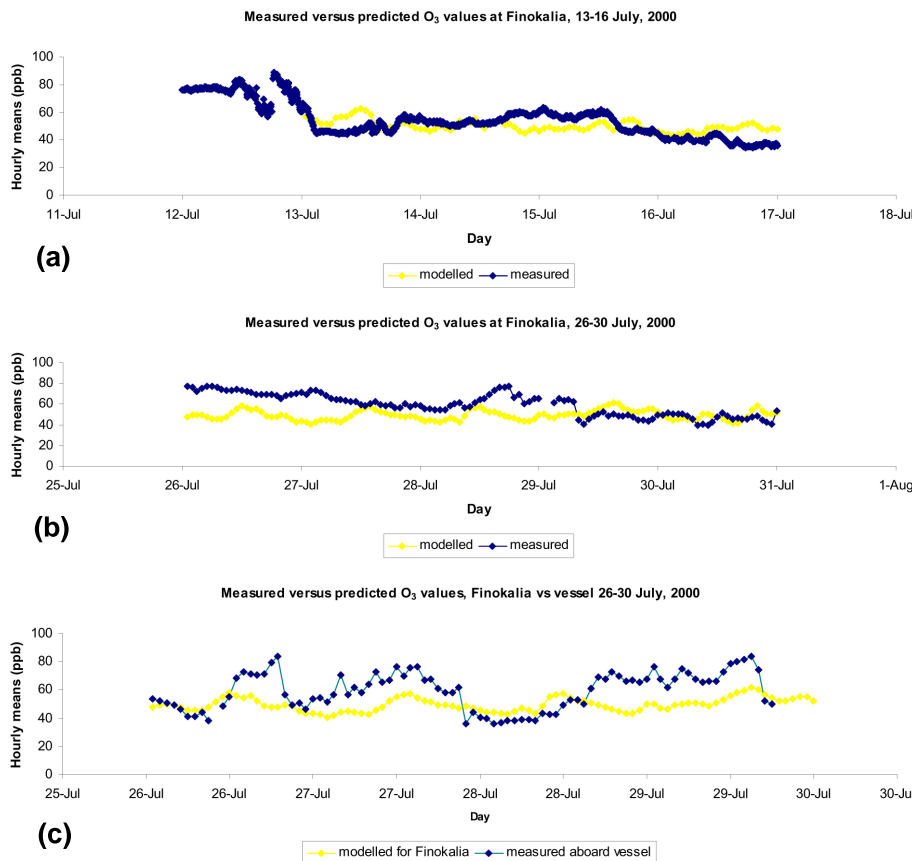 Measured versus predicted O₃ values at Finokalia, 13-16 July, 2000
(a)
Hourly means (ppb)
100
80
60
40
20
0
11-Jul 12-Jul 13-Jul 14-Jul 15-Jul 16-Jul 17-Jul 18-Jul
Day
modelled measured
Measured versus predicted O₃ values at Finokalia, 26-30 July, 2000
(b)
Hourly means (ppb)
100
80
60
40
20
0
25-Jul 26-Jul 27-Jul 28-Jul 29-Jul 30-Jul 31-Jul 1-Aug
Day
modelled measured
Measured versus predicted O₃ values, Finokalia vs vessel 26-30 July, 2000
(c)
Hourly means (ppb)
100
80
60
40
20
0
25-Jul 26-Jul 26-Jul 27-Jul 27-Jul 28-Jul 28-Jul 29-Jul 29-Jul 30-Jul 30-Jul
Day
modelled for Finokalia measured aboard vessel